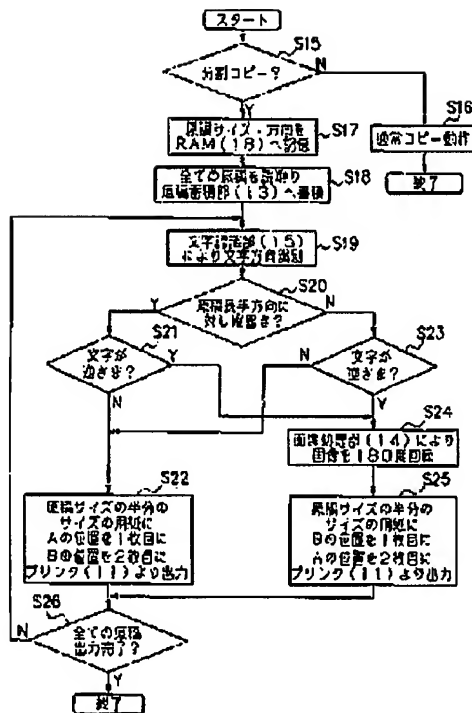 スタート
S15
分割コピー?
N
Y
S16
通常コピー動作
終了
原稿サイズ・方向を
RAM(18)へ記憶
S17
全ての原稿を読取り
原稿蓄積部(13)へ蓄積
S18
文字認識部(15)
により文字方向識別
S19
S20
原稿長手方向に
対し縦書き?
Y
N
S21
文字が
逆さま?
Y
N
S23
文字が
逆さま?
N
Y
S24
画像処理部(14)により
画像を180度回転
S22
原稿サイズの半分の
サイズの用紙に
Aの位置を1枚目に
Bの位置を2枚目に
プリンタ(11)より出力
S25
原稿サイズの半分の
サイズの用紙に
Bの位置を1枚目に
Aの位置を2枚目に
プリンタ(11)より出力
S26
全ての原稿
出力完了?
N
Y
終了